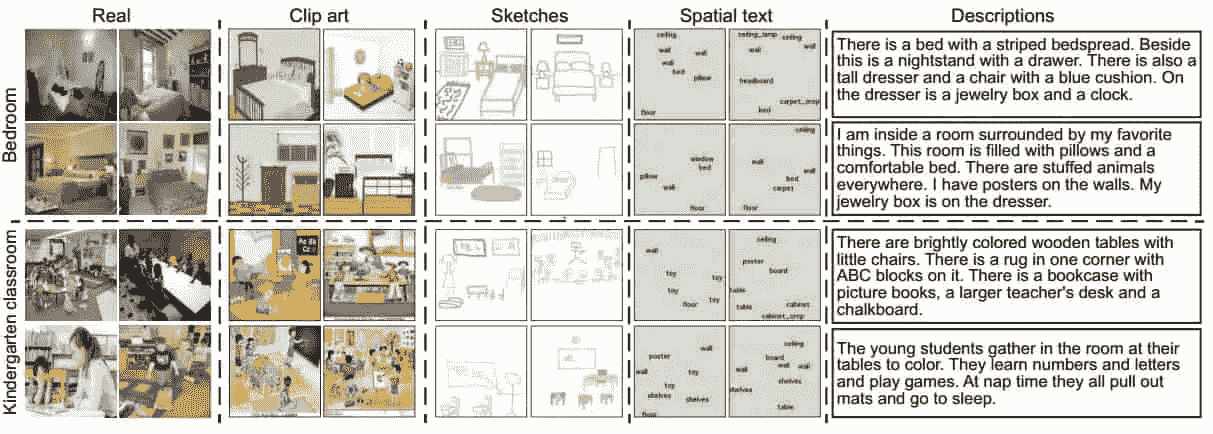 Real Clip art Sketches Spatial text Descriptions
Bedroom
ceiling
wall
wall
wall
bed
pillow
floor
ceiling
wall
wall
headboard
bed
There is a bed with a striped bedspread. Beside
this is a nightstand with a drawer. There is also a
tall dresser and a chair with a blue cushion. On
the dresser is a jewelry box and a clock.
window
bed
pillow
wall
floor
ceiling
wall
bed
carpet
floor
I am inside a room surrounded by my favorite
things. This room is filled with pillows and a
comfortable bed. There are stuffed animals
everywhere. I have posters on the walls. My
jewelry box is on the dresser.
Kindergarten classroom
wall
toy
toy
toy
toy
floor
ceiling
poster
board
table
table
cabinet
There are brightly colored wooden tables with
little chairs. There is a rug in one corner with
ABC blocks on it. There is a bookcase with
picture books, a larger teacher's desk and a
chalkboard.
wall
poster
wall
toy
toy
shelves
shelves
floor
ceiling
board
wall
wall
wall
shelves
shelves
table
The young students gather in the room at their
tables to color. They learn numbers and letters
and play games. At nap time they all pull out
mats and go to sleep.